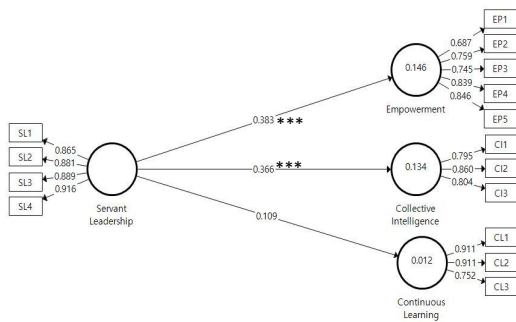 EP1
0.687
EP2
0.759
0.146
0.745
EP3
0.839
EP4
0.846
Empowerment
EP5
0.383 ***
SL1
0.865
SL2
0.881
SL3
0.889
SL4
0.916
Servant
Leadership
0.366 ***
0.795
CI1
0.134
0.860
CI2
0.804
CI3
Collective
Intelligence
0.109
0.911
CL1
0.012
0.911
CL2
0.752
CL3
Continuous
Learning